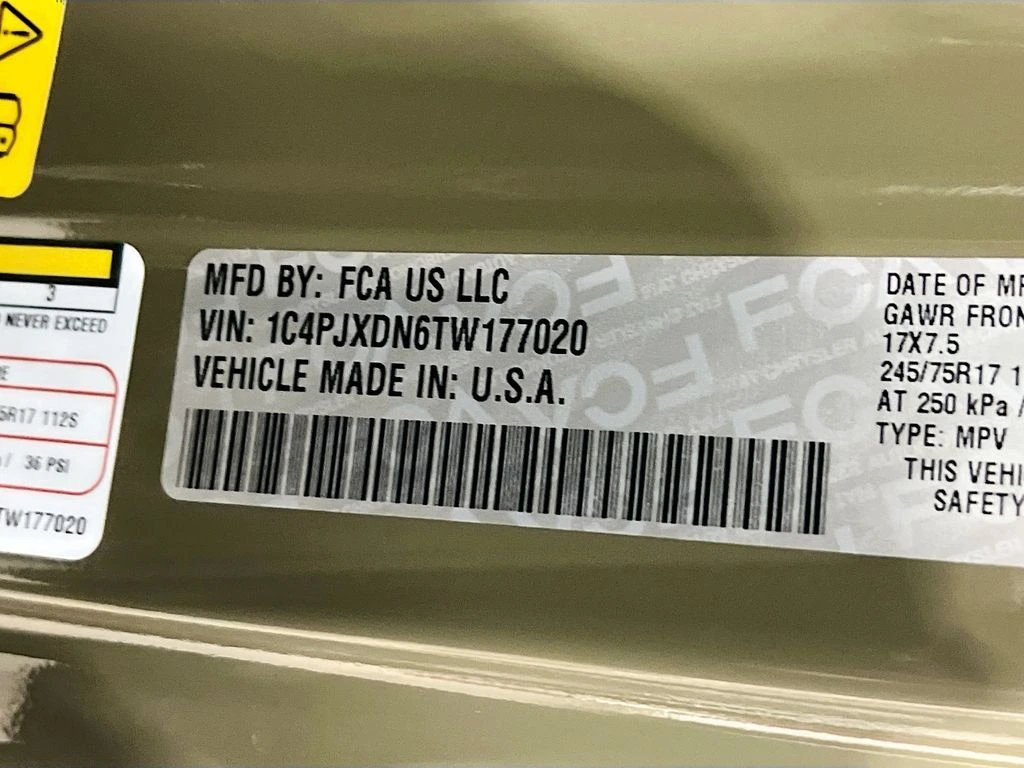 3
NEVER EXCEED
5R17 112S
36 PSI
TW177020
MFD BY: FCA US LLC
VIN: 1C4PJXDN6TW177020
VEHICLE MADE IN: U.S.A.
DATE OF MF
GAWR FRON
17X7.5
245/75R17 1
AT 250 kPa /
TYPE: MPV
THIS VEHI
SAFETY